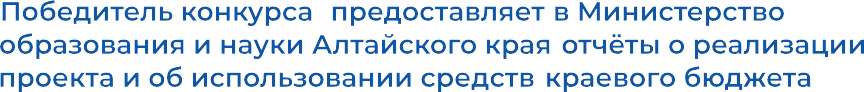 Победитель конкурса предоставляет в Министерство
образования и науки Алтайского края отчёты о реализации
проекта и об использовании средств краевого бюджета